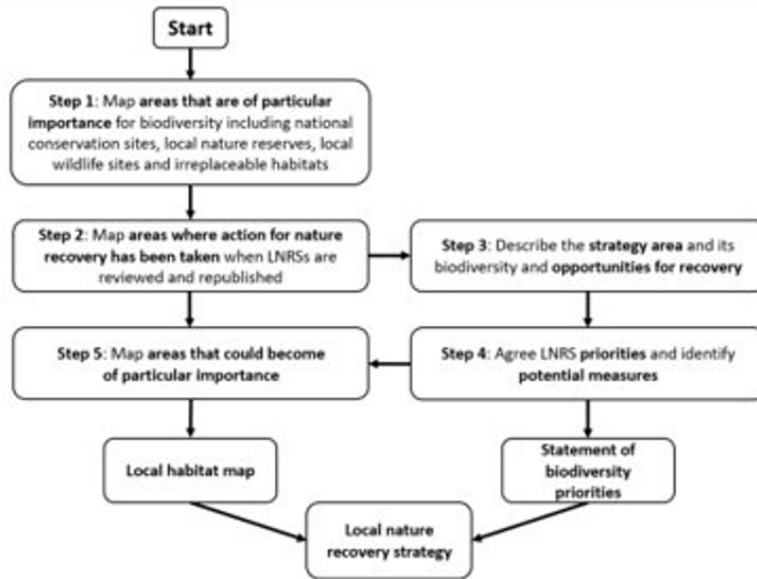 Start
Step 1: Map areas that are of particular
importance for biodiversity including national
conservation sites, local nature reserves, local
wildlife sites and irreplaceable habitats
Step 2: Map areas where action for nature
recovery has been taken when LNRSs are
reviewed and republished
Step 3: Describe the strategy area and its
biodiversity and opportunities for recovery
Step 4: Agree LNRS priorities and identify
potential measures
Step 5: Map areas that could become
of particular importance
Local habitat map
Statement of
biodiversity
priorities
Local nature
recovery strategy